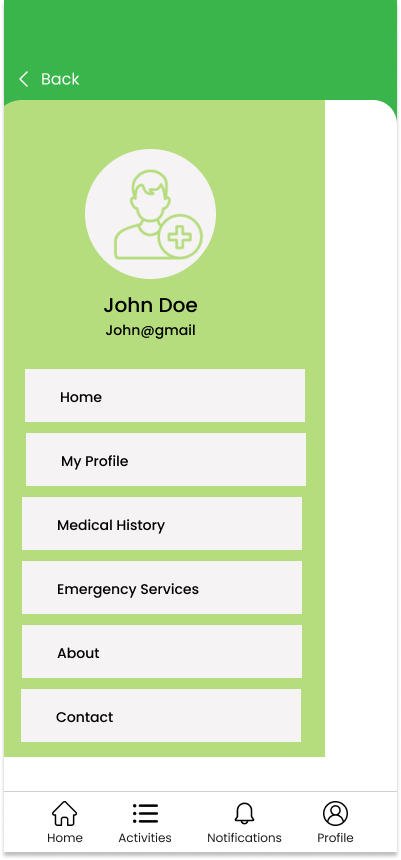 Back
John Doe
John@gmail
Home
My Profile
Medical History
Emergency Services
About
Contact
Home
Activities
Notifications
Profile